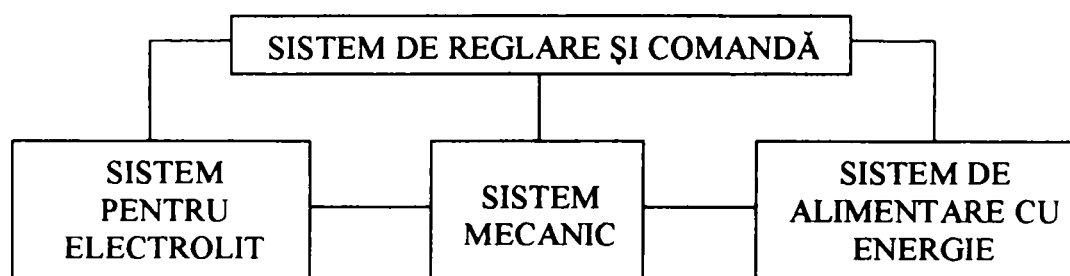 SISTEM DE REGLARE ŞI COMANDĂ
SISTEM
PENTRU
ELECTROLIT
SISTEM
MECANIC
SISTEM DE
ALIMENTARE CU
ENERGIE